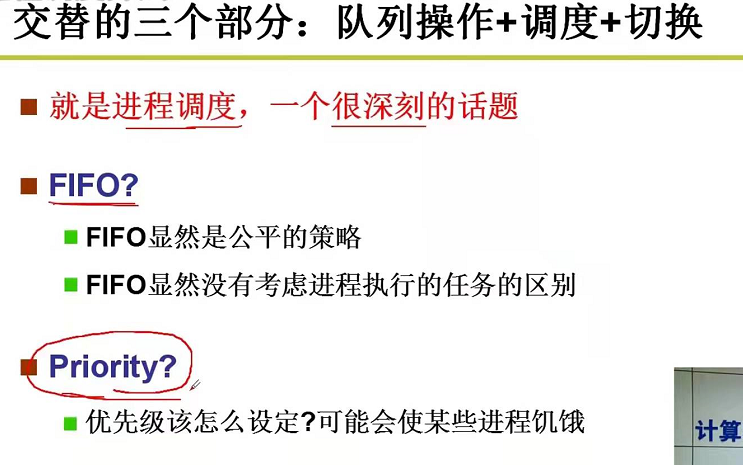 交替的三个部分：队列操作+调度+切换
就是进程调度，一个很深刻的话题
FIFO?
FIFO显然是公平的策略
FIFO显然没有考虑进程执行的任务的区别
Priority?
优先级该怎么设定?可能会使某些进程饥饿
计算